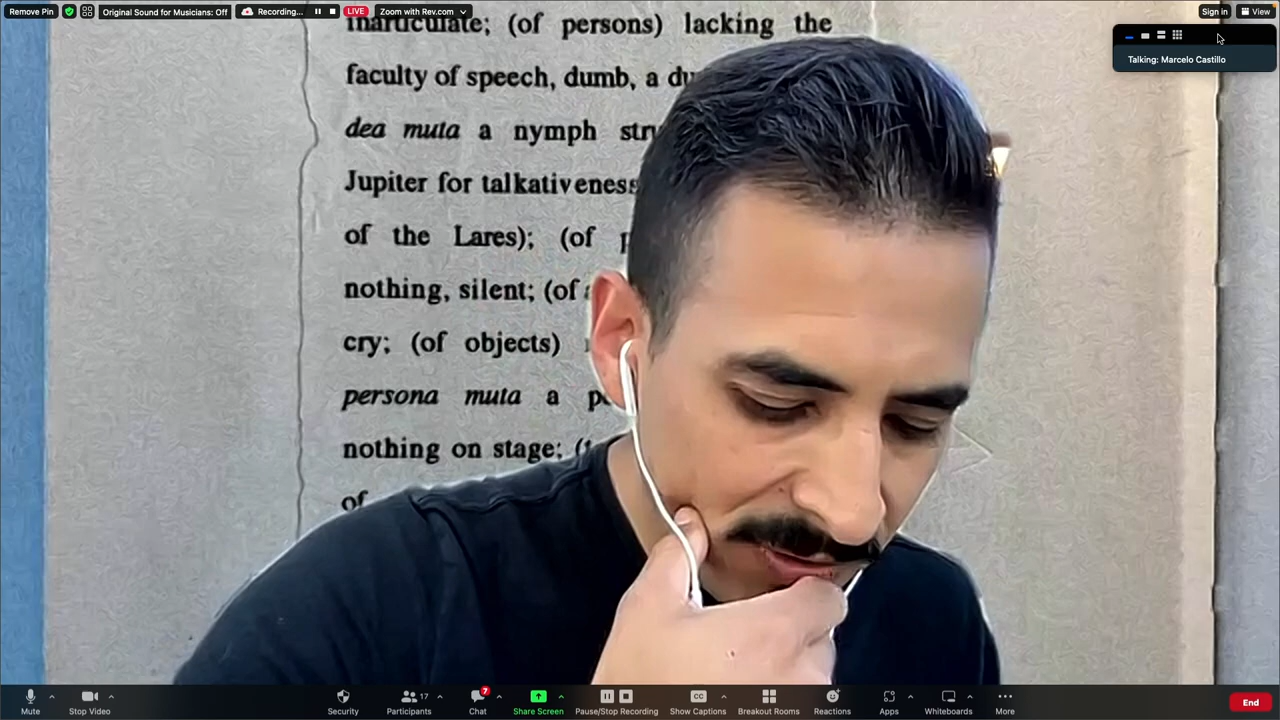 Remove Pin
Original Sound for Musicians: Off
Recording...
LIVE
Zoom with Rev.com
Sign in
View
Talking: Marcelo Castillo
inarticulate; (of persons) lacking the
faculty of speech, dumb, a
dea muta a nymph
Jupiter for talkativeness
of the Lares); (of
nothing, silent; (of
cry; (of objects)
persona muta a
nothing on stage;
of
Mute
Stop Video
Security
Participants
17
Chat
7
Share Screen
Pause/Stop Recording
CC
Show Captions
Breakout Rooms
Reactions
Apps
Whiteboards
More
End